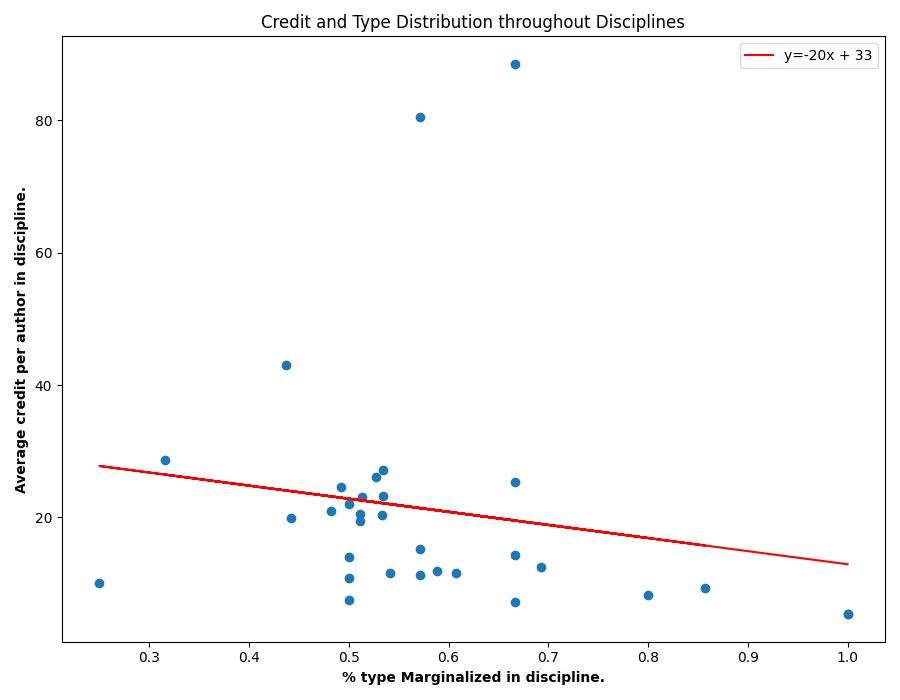 Credit and Type Distribution throughout Disciplines
y=-20x + 33
80
60
40
20
Average credit per author in discipline.
0.3 0.4 0.5 0.6 0.7 0.8 0.9 1.0
% type Marginalized in discipline.